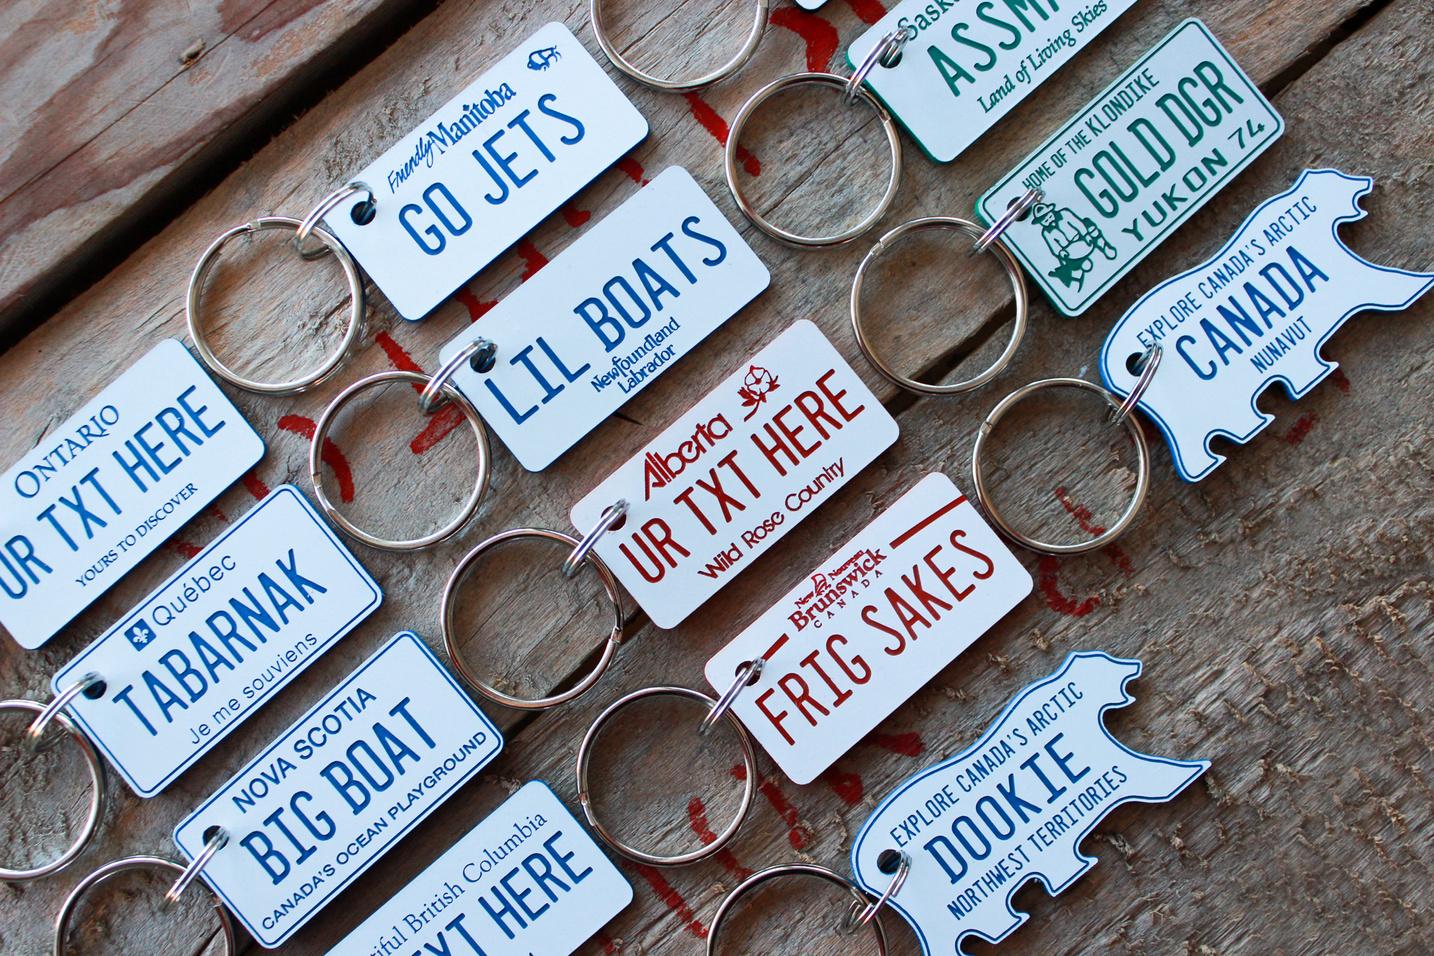 Friendly Manitoba
GO JETS
LIL BOATS
Newfoundland
Labrador
ASSM
Land of Living Skies
HOME OF THE KLONDIKE
GOLD DGR
YUKON 74
EXPLORE CANADA'S ARCTIC
CANADA
NUNAVUT
ONTARIO
UR TXT HERE
YOURS TO DISCOVER
Alberta
UR TXT HERE
Wild Rose Country
New Nouveau
Brunswick
CANADA
FRIG SAKES
Québec
TABARNAK
Je me souviens
NOVA SCOTIA
BIG BOAT
CANADA'S OCEAN PLAYGROUND
British Columbia
HERE
EXPLORE CANADA'S ARCTIC
DOOKIE
NORTHWEST TERRITORIES